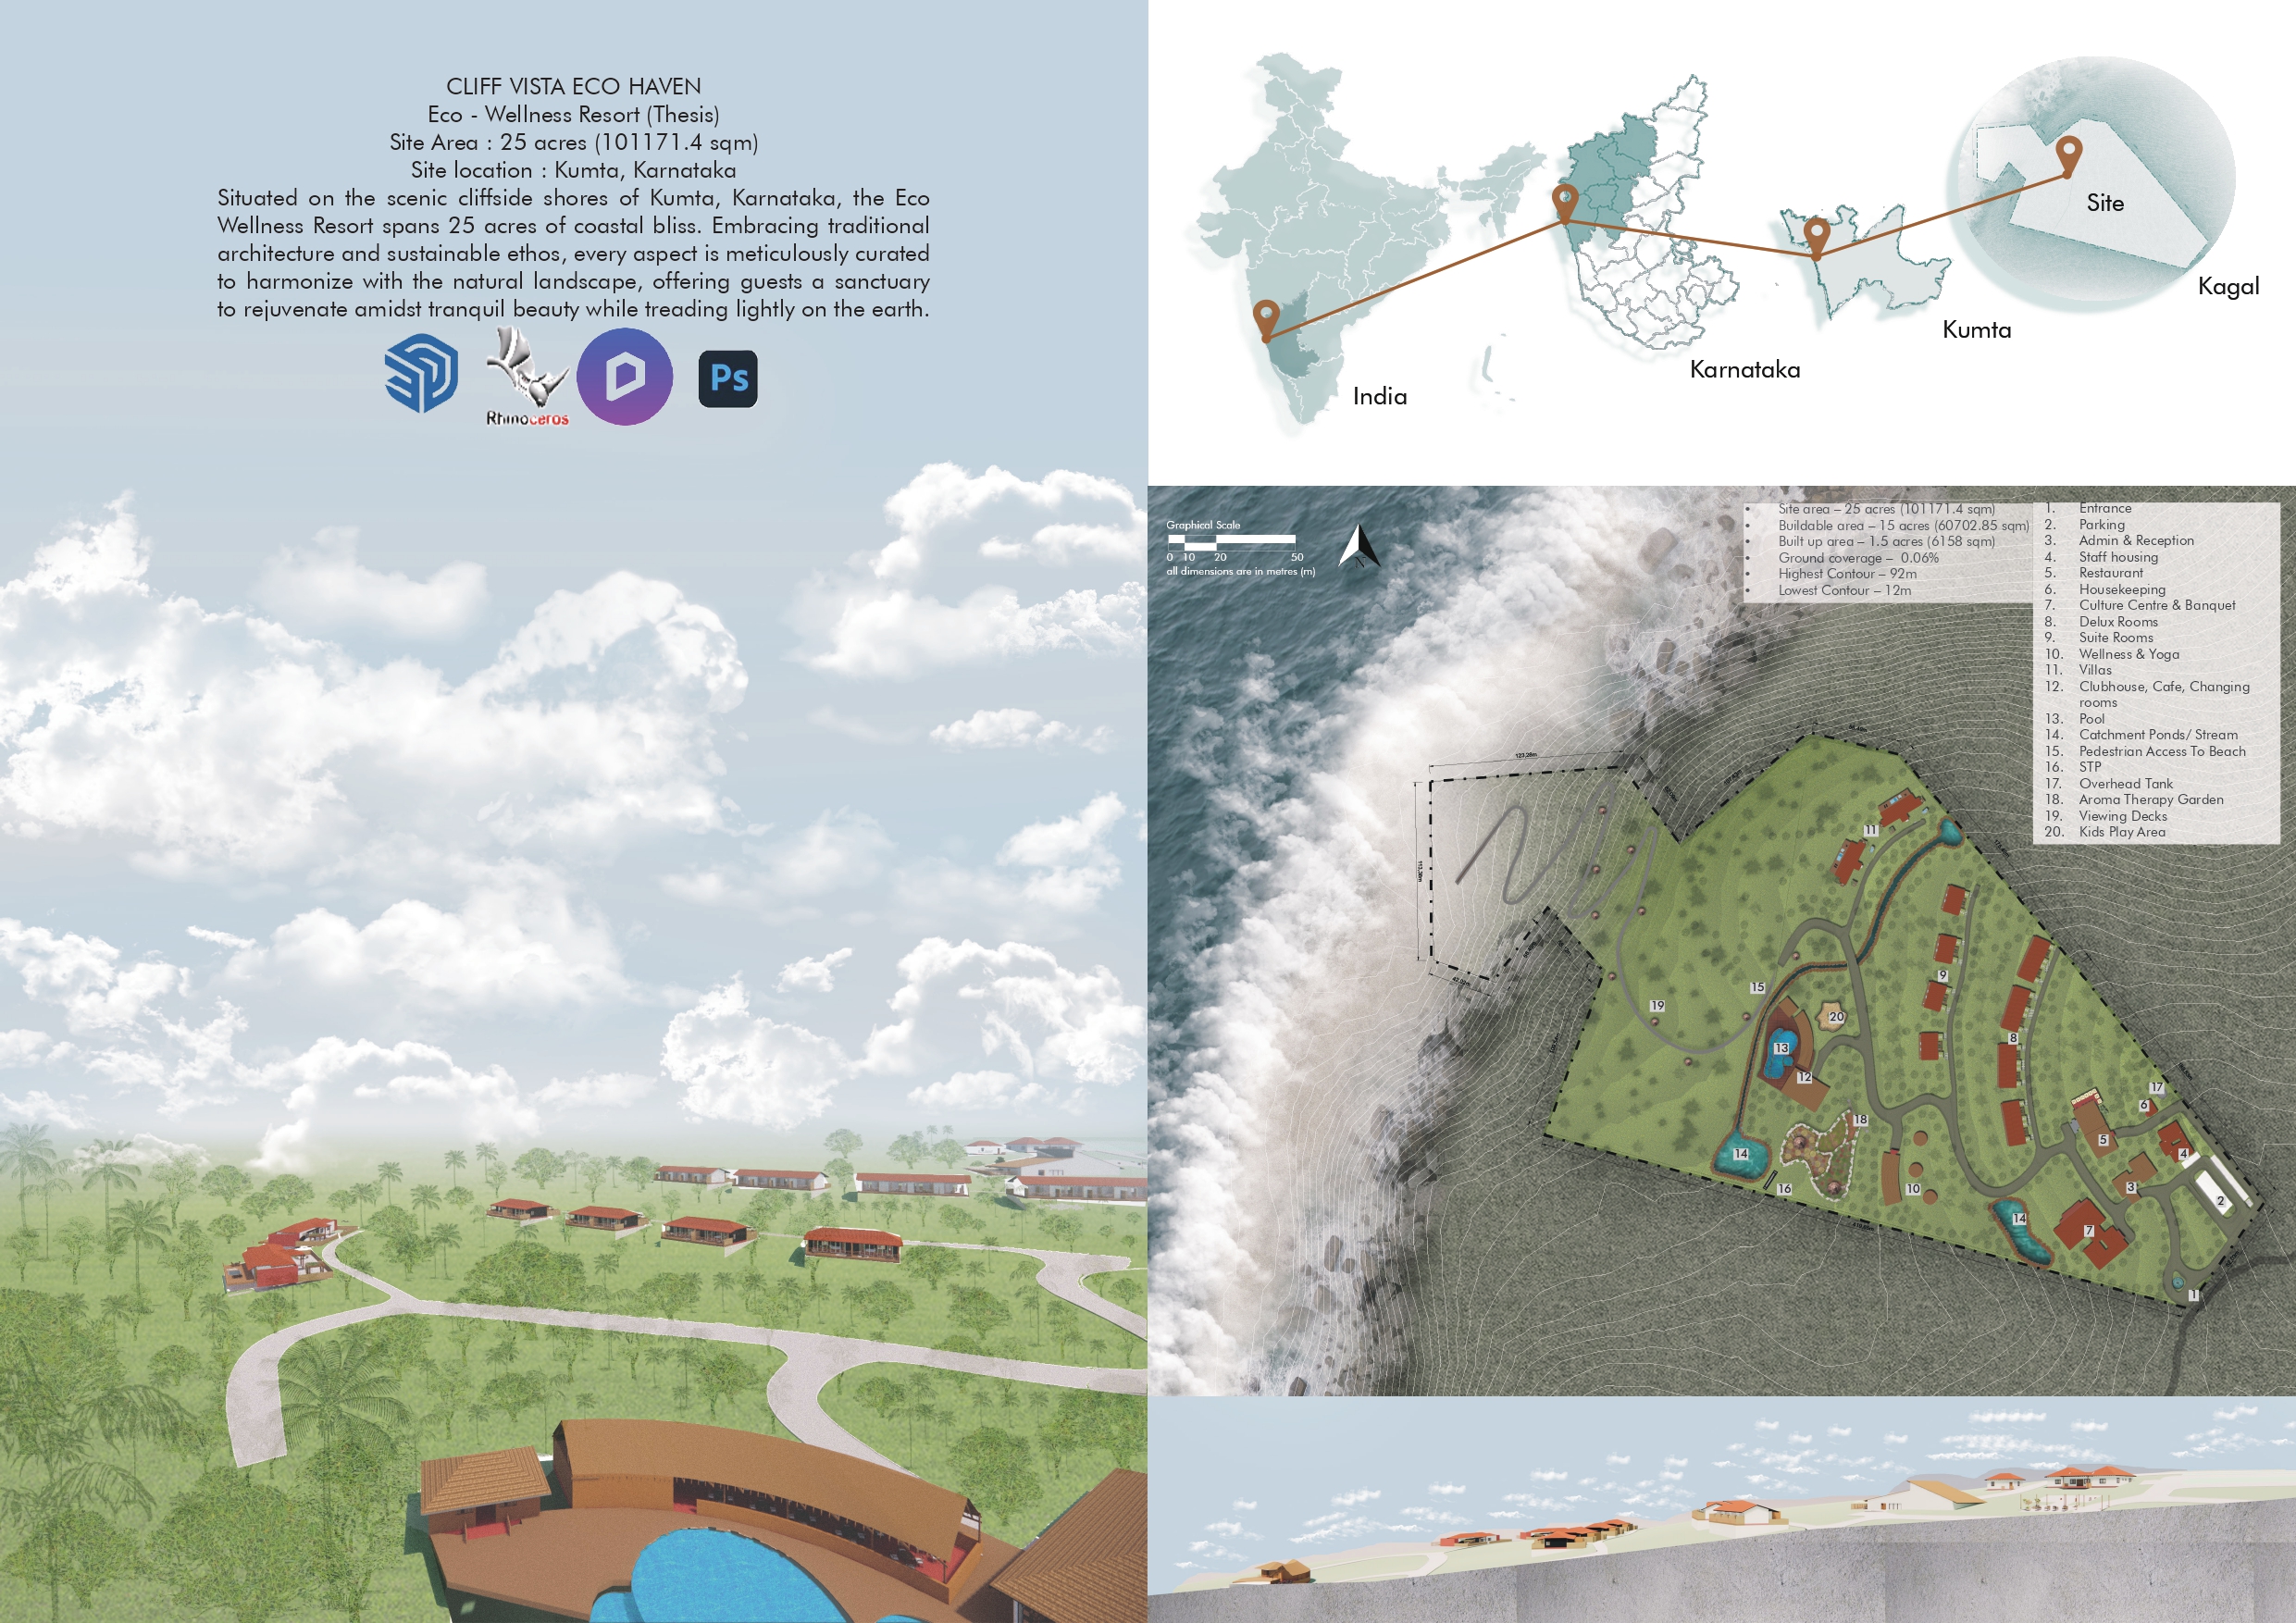 CLIFF VISTA ECO HAVEN
Eco - Wellness Resort (Thesis)
Site Area : 25 acres (101171.4 sqm)
Site location : Kumta, Karnataka
Situated on the scenic cliffside shores of Kumta, Karnataka, the Eco
Wellness Resort spans 25 acres of coastal bliss. Embracing traditional
architecture and sustainable ethos, every aspect is meticulously curated
to harmonize with the natural landscape, offering guests a sanctuary
to rejuvenate amidst tranquil beauty while treading lightly on the earth.
Rhinoceros
Ps
India
Karnataka
Kumta
Site
Kagal
Graphical Scale
0 10 20 50
all dimensions are in metres (m)
N
• Site area – 25 acres (101171.4 sqm)
• Buildable area – 15 acres (60702.85 sqm)
• Built up area – 1.5 acres (6158 sqm)
• Ground coverage – 0.06%
• Highest Contour – 92m
• Lowest Contour – 12m
1. Entrance
2. Parking
3. Admin & Reception
4. Staff housing
5. Restaurant
6. Housekeeping
7. Culture Centre & Banquet
8. Delux Rooms
9. Suite Rooms
10. Wellness & Yoga
11. Villas
12. Clubhouse, Cafe, Changing
rooms
13. Pool
14. Catchment Ponds/ Stream
15. Pedestrian Access To Beach
16. STP
17. Overhead Tank
18. Aroma Therapy Garden
19. Viewing Decks
20. Kids Play Area
123.28m
11
9
15
19
20
13
8
12
17
6
18
5
14
4
16
10
3
2
14
7
1